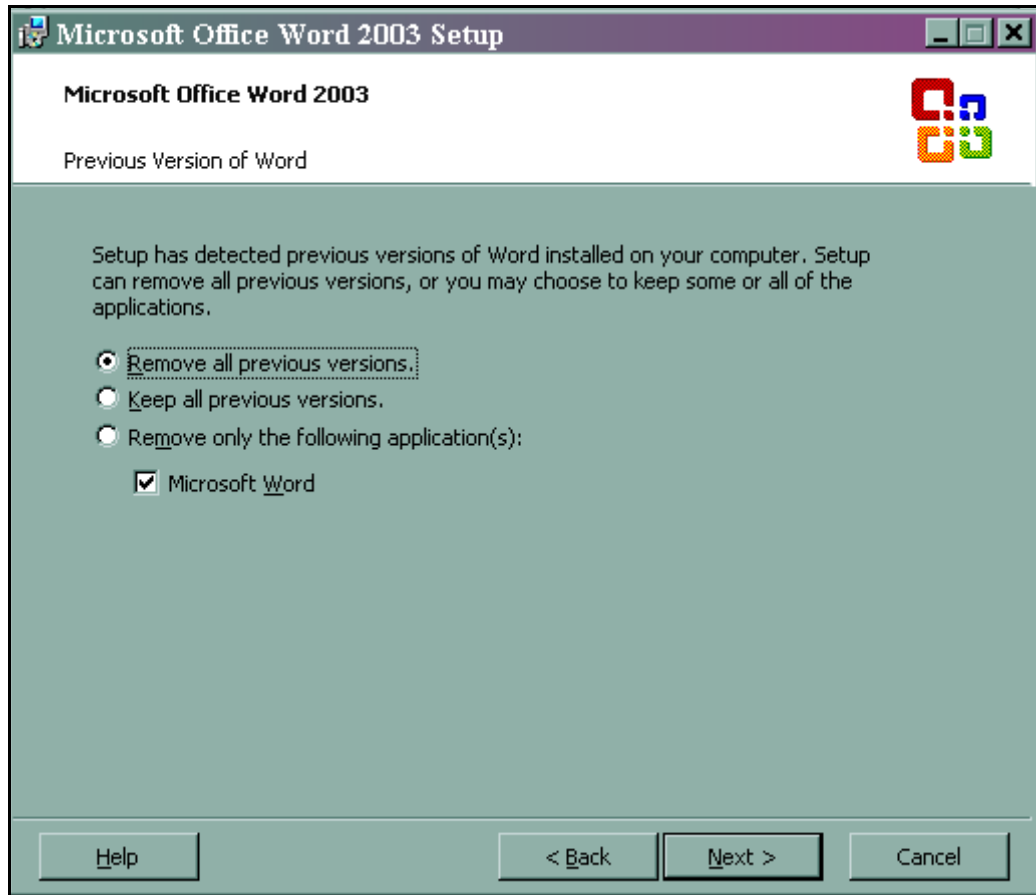 Microsoft Office Word 2003 Setup
Microsoft Office Word 2003
Previous Version of Word
Setup has detected previous versions of Word installed on your computer. Setup
can remove all previous versions, or you may choose to keep some or all of the
applications.
Remove all previous versions.
Keep all previous versions.
Remove only the following application(s):
Microsoft Word
Help
< Back
Next >
Cancel